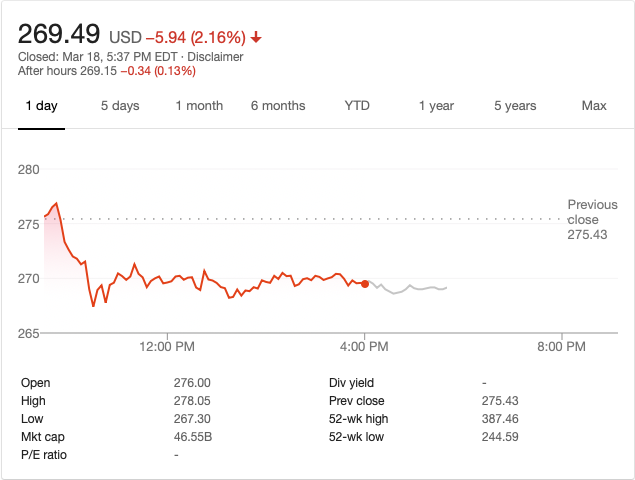 269.49 USD −5.94 (2.16%)
Closed: Mar 18, 5:37 PM EDT · Disclaimer
After hours 269.15 −0.34 (0.13%)
1 day 5 days 1 month 6 months YTD 1 year 5 years Max
280
275
270
265
Previous
close
275.43
12:00 PM 4:00 PM 8:00 PM
Open 276.00 Div yield -
High 278.05 Prev close 275.43
Low 267.30 52-wk high 387.46
Mkt cap 46.55B 52-wk low 244.59
P/E ratio -